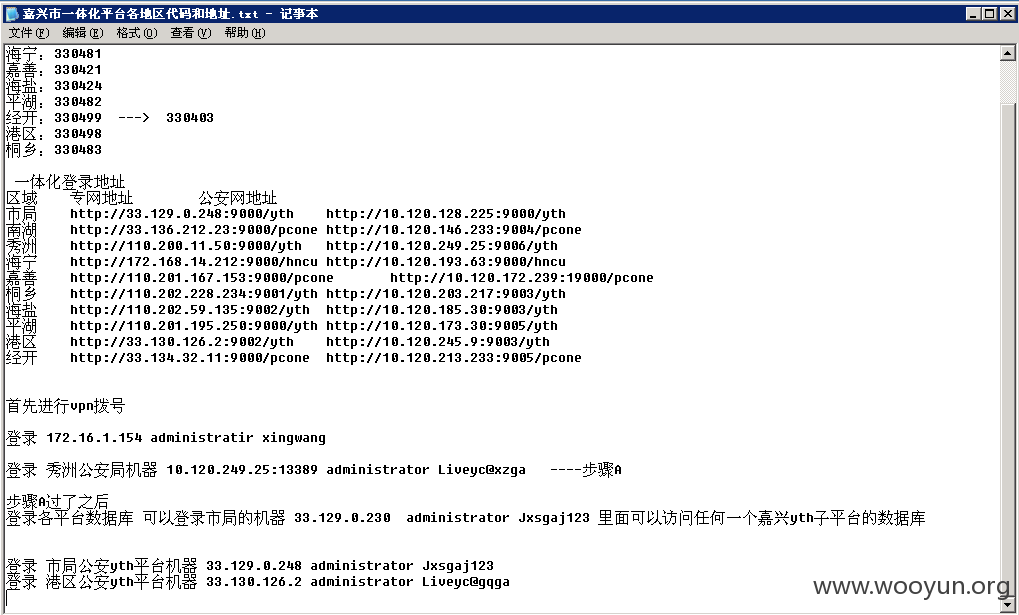 嘉兴市一体化平台各地区代码和地址.txt - 记事本
文件(F) 编辑(E) 格式(O) 查看(V) 帮助(H)
海宁：330481
嘉善：330421
海盐：330424
平湖：330482
经开：330499 ---> 330403
港区：330498
桐乡：330483
一体化登录地址
区域 专网地址 公安网地址
市局 http://33.129.0.248:9000/yth http://10.120.128.225:9000/yth
南湖 http://33.136.212.23:9000/pcone http://10.120.146.233:9004/pcone
秀洲 http://110.200.11.50:9000/yth http://10.120.249.25:9006/yth
海宁 http://172.168.14.212:9000/hncu http://10.120.193.63:9000/hncu
嘉善 http://110.201.167.153:9000/pcone http://10.120.172.239:19000/pcone
桐乡 http://110.202.228.234:9001/yth http://10.120.203.217:9003/yth
海盐 http://110.202.59.135:9002/yth http://10.120.185.30:9003/yth
平湖 http://110.201.195.250:9000/yth http://10.120.173.30:9005/yth
港区 http://33.130.126.2:9002/yth http://10.120.245.9:9003/yth
经开 http://33.134.32.11:9000/pcone http://10.120.213.233:9005/pcone
首先进行vpn拨号
登录 172.16.1.154 administratir xingwang
登录 秀洲公安局机器 10.120.249.25:13389 administrator Liveyc@xzga ----步骤A
步骤A过了之后
登录各平台数据库 可以登录市局的机器 33.129.0.230 administrator Jxsgaj123 里面可以访问任何一个嘉兴yth子平台的数据库
登录 市局公安yth平台机器 33.129.0.248 administrator Jxsgaj123
登录 港区公安yth平台机器 33.130.126.2 administrator Liveyc@gqga
www.wooyun.org